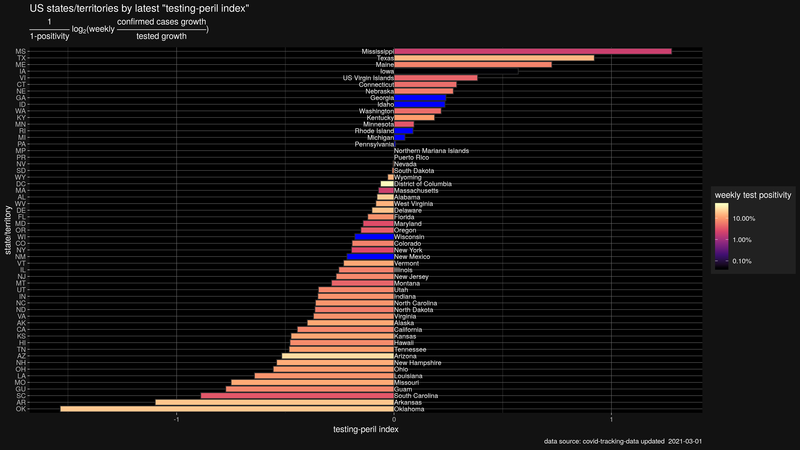 US states/territories by latest "testing-peril index"
1 confirmed cases growth
log2(weekly )
1-positivity tested growth
MS Mississippi
TX Texas
ME Maine
IA Iowa
VI US Virgin Islands
CT Connecticut
NE Nebraska
GA Georgia
ID Idaho
WA Washington
KY Kentucky
MN Minnesota
RI Rhode Island
MI Michigan
PA Pennsylvania
MP Northern Mariana Islands
PR Puerto Rico
NV Nevada
SD South Dakota
WY Wyoming
DC District of Columbia
MA Massachusetts
AL Alabama
WV West Virginia
DE Delaware
FL Florida
MD Maryland
OR Oregon
WI Wisconsin
CO Colorado
NY New York
NM New Mexico
VT Vermont
IL Illinois
NJ New Jersey
MT Montana
UT Utah
IN Indiana
NC North Carolina
ND North Dakota
VA Virginia
AK Alaska
CA California
KS Kansas
HI Hawaii
TN Tennessee
AZ Arizona
NH New Hampshire
OH Ohio
LA Louisiana
MO Missouri
GU Guam
SC South Carolina
AR Arkansas
OK Oklahoma
state/territory
-1 0 1
testing-peril index
weekly test positivity
10.00%
1.00%
0.10%
data source: covid-tracking-data updated 2021-03-01